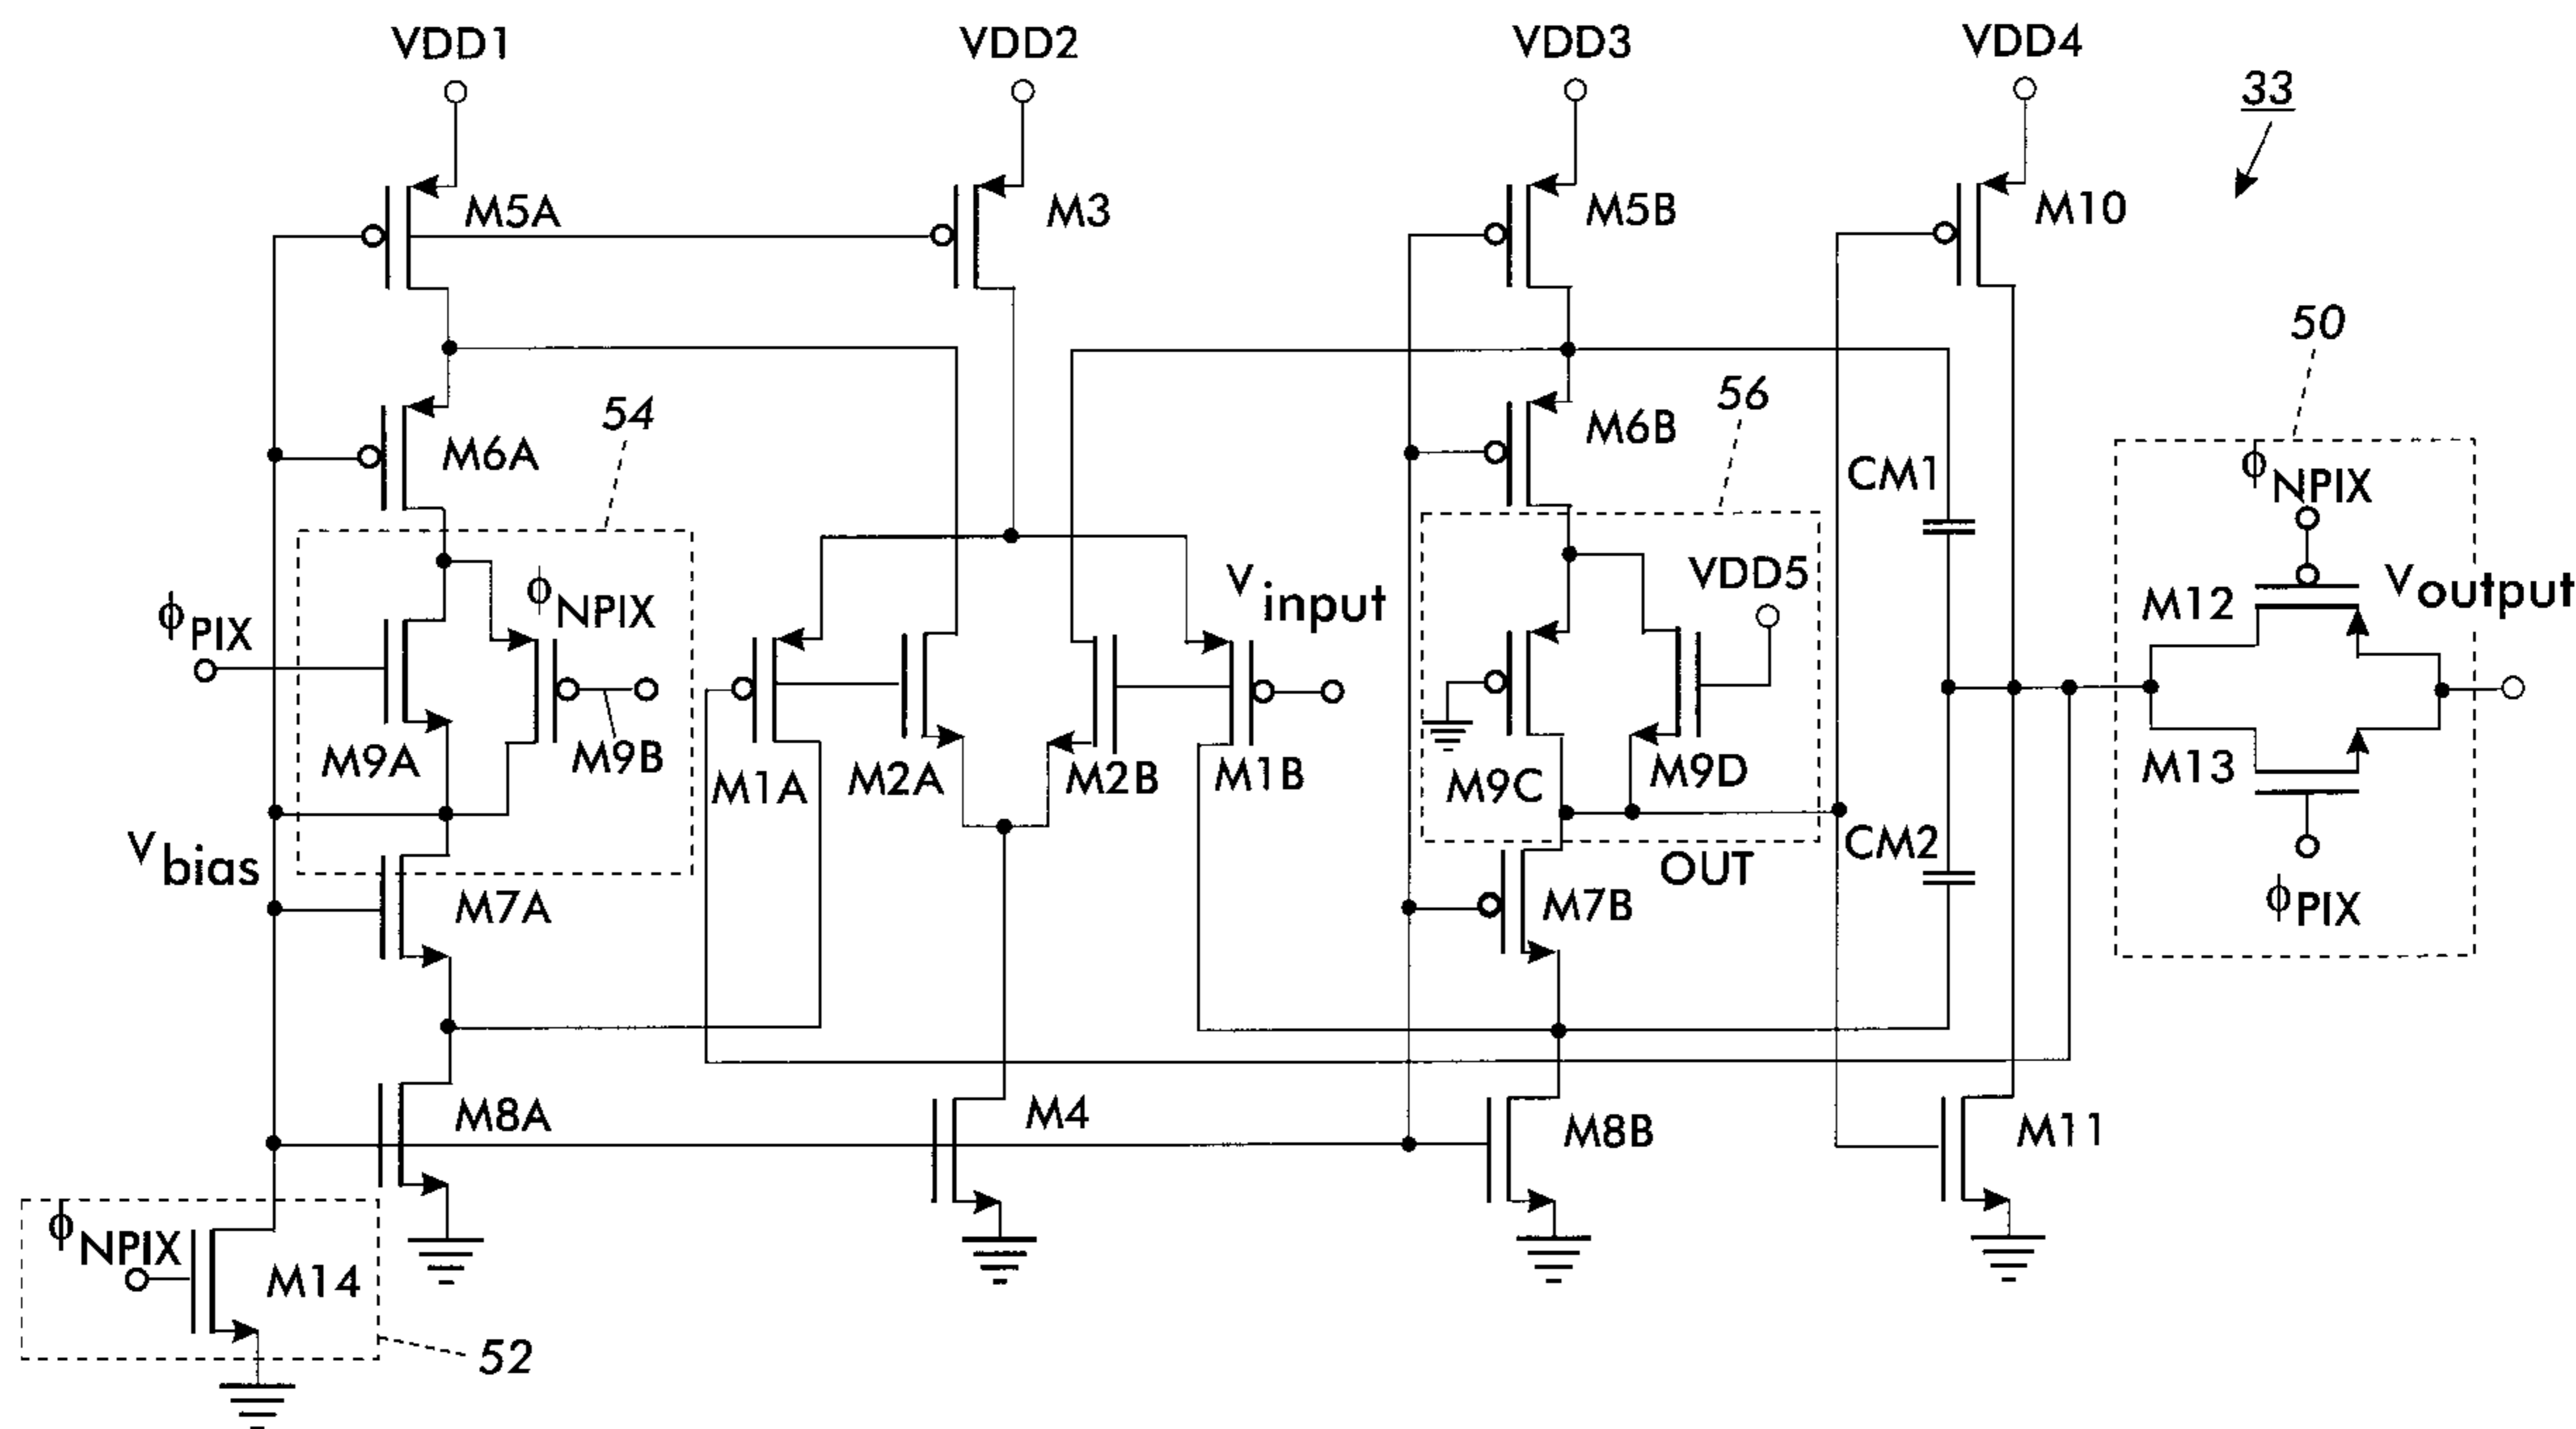 VDD1
VDD2
VDD3
VDD4
33
M5A
M3
M5B
M10
50
54
56
M6A
M6B
CM1
ϕNPIX
M12
Voutput
ϕPIX
ϕNPIX
Vinput
VDD5
M9A
M9B
M1A
M2A
M2B
M1B
M9C
M9D
M13
Vbias
CM2
OUT
M7A
M7B
ϕPIX
M8A
M4
M8B
M11
ϕNPIX
M14
52